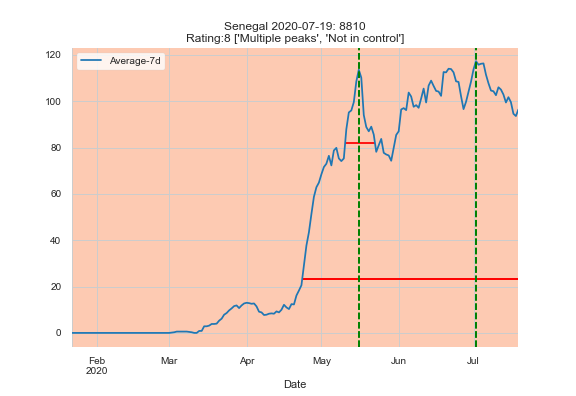 Senegal 2020-07-19: 8810
Rating:8 ['Multiple peaks', 'Not in control']
Average-7d
120
100
80
60
40
20
0
Feb
2020
Mar
Apr
May
Jun
Jul
Date